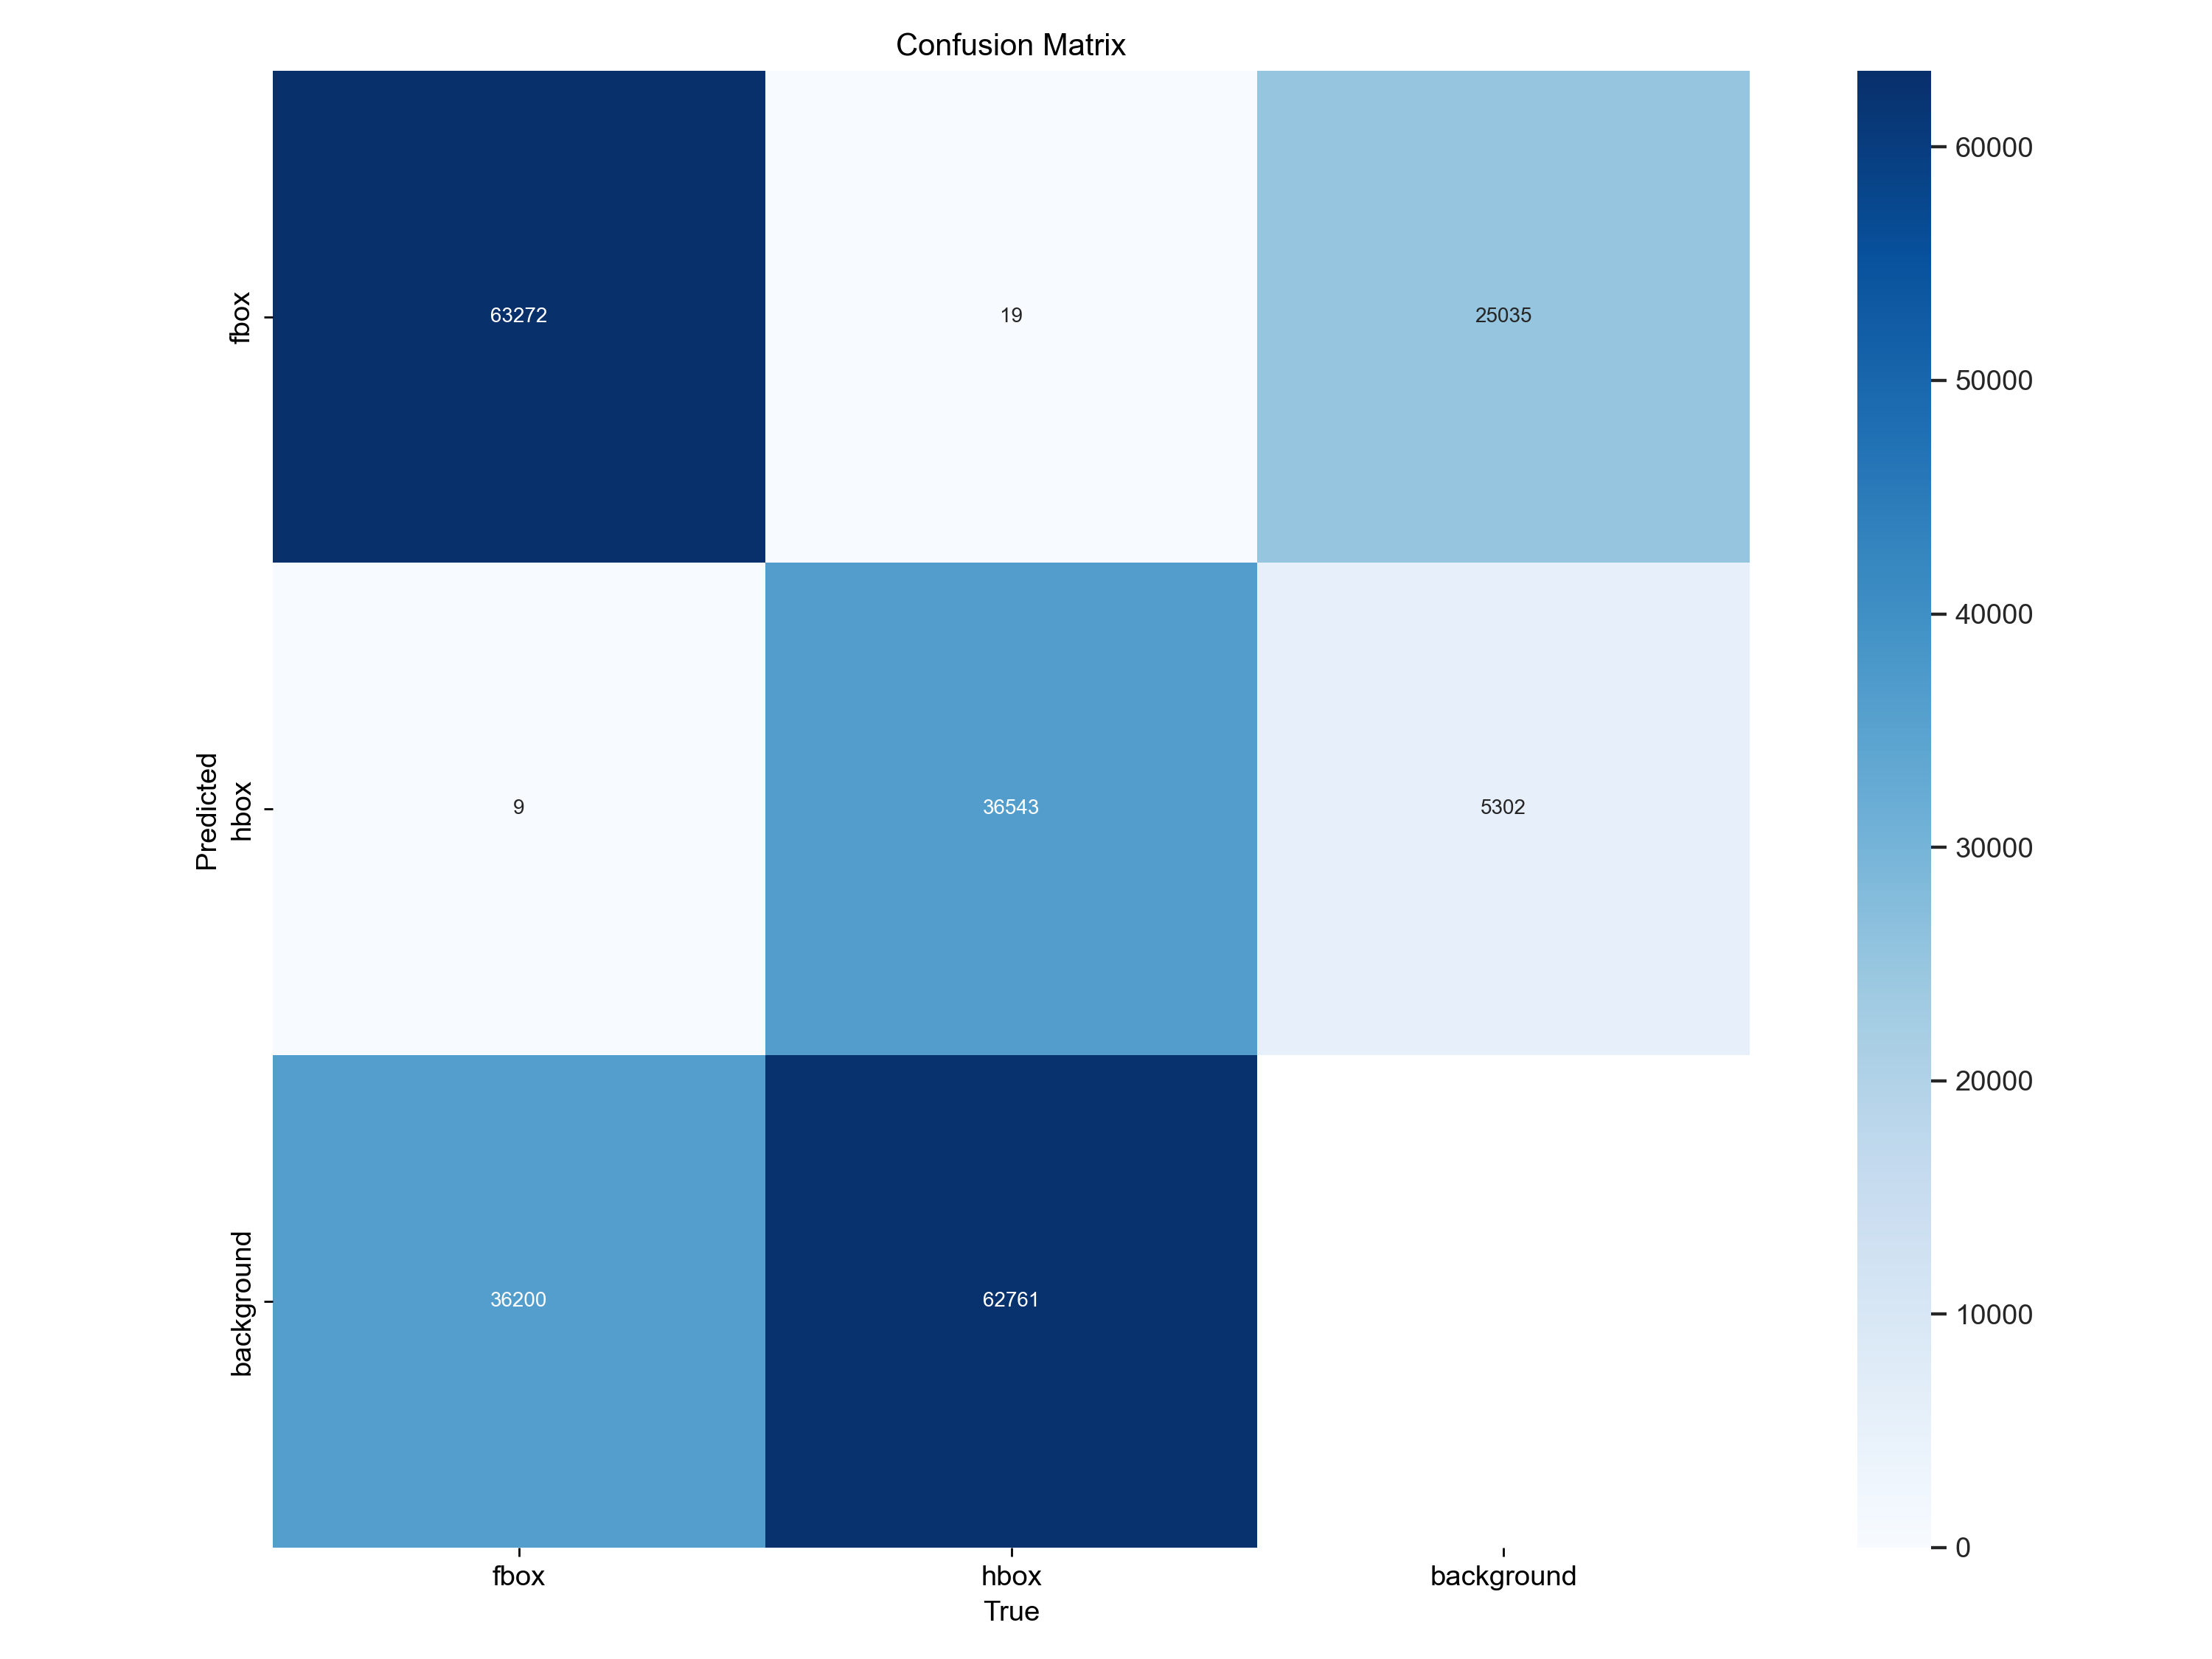 Confusion Matrix
Predicted
fbox
63272
19
25035
hbox
9
36543
5302
background
36200
62761
fbox
hbox
background
True
60000
50000
40000
30000
20000
10000
0